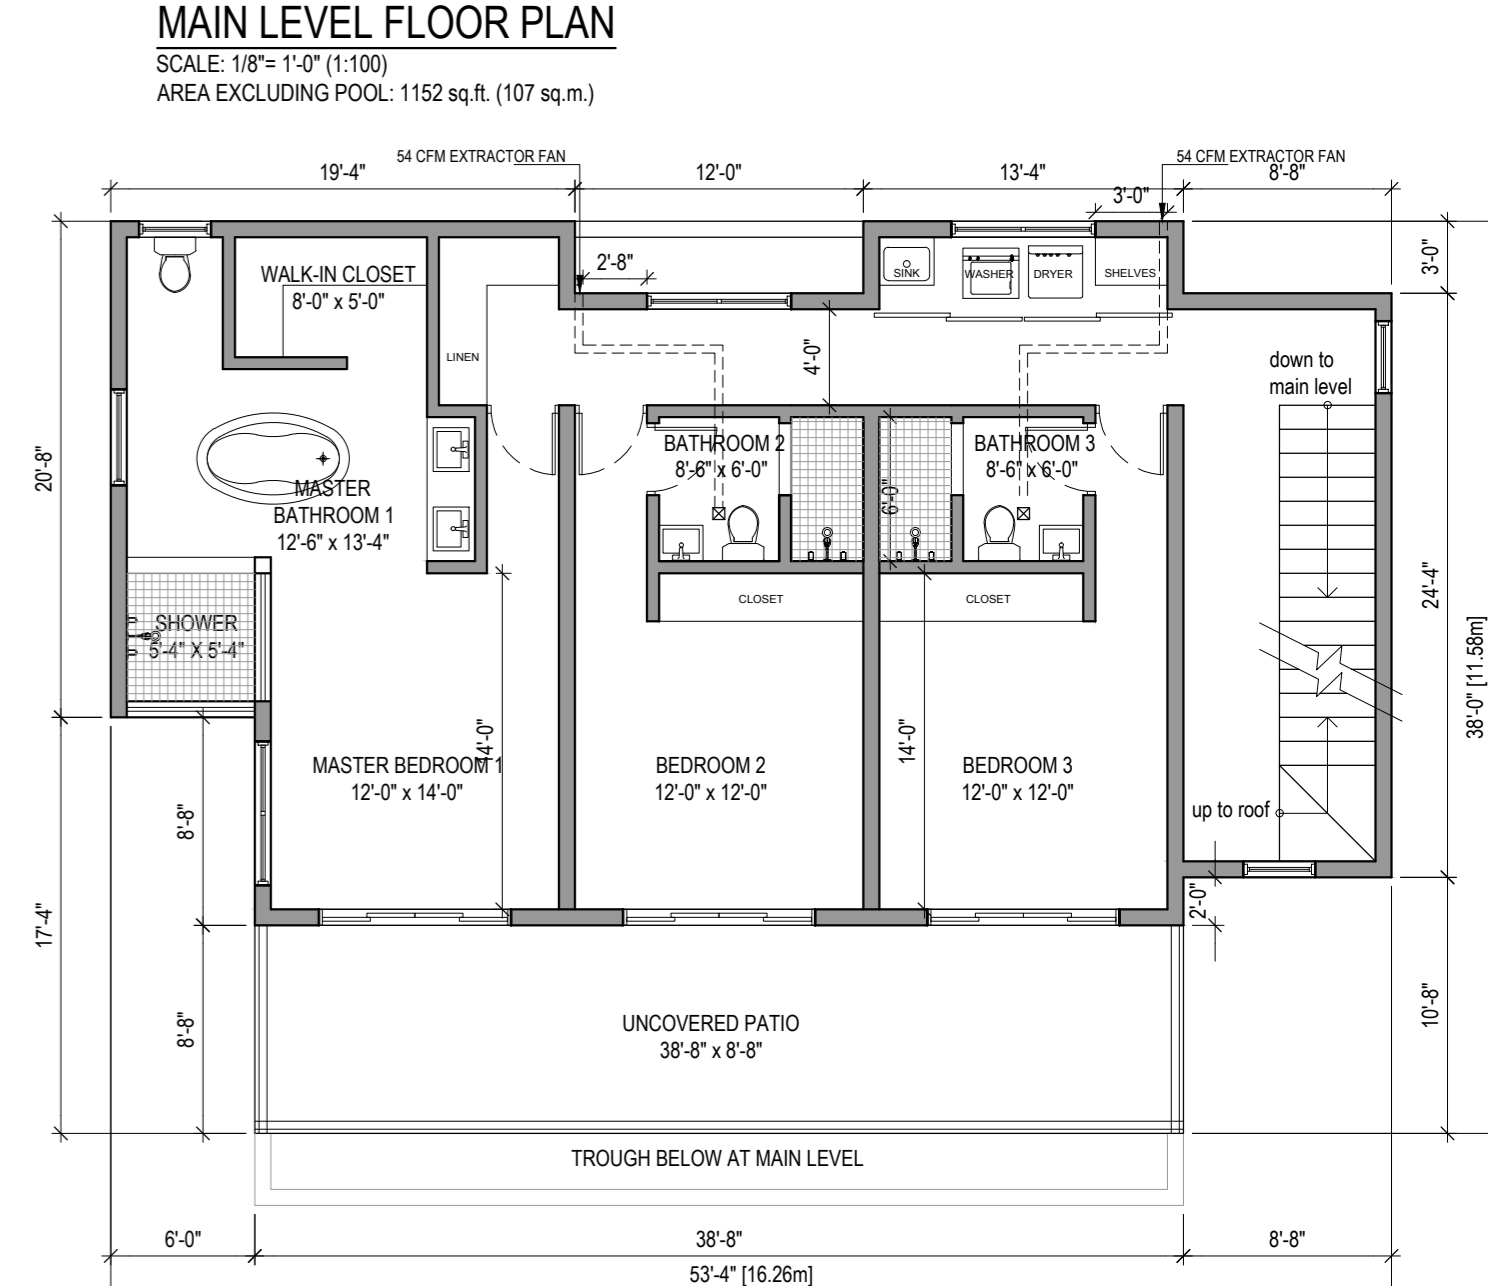 MAIN LEVEL FLOOR PLAN
SCALE: 1/8"= 1'-0" (1:100)
AREA EXCLUDING POOL: 1152 sq.ft. (107 sq.m.)
54 CFM EXTRACTOR FAN
54 CFM EXTRACTOR FAN
19'-4"
12'-0"
13'-4"
8'-8"
3'-0"
2'-8"
3'-0"
WALK-IN CLOSET
8'-0" x 5'-0"
SINK
WASHER
DRYER
SHELVES
LINEN
4'-0"
down to
main level
20'-8"
BATHROOM 2
8'-6" x 6'-0"
BATHROOM 3
8'-6" x 6'-0"
6'-0"
MASTER
BATHROOM 1
12'-6" x 13'-4"
CLOSET
CLOSET
24'-4"
38'-0" [11.58m]
SHOWER
5'-4" X 5'-4"
14'-0"
14'-0"
MASTER BEDROOM 1
12'-0" x 14'-0"
BEDROOM 2
12'-0" x 12'-0"
BEDROOM 3
12'-0" x 12'-0"
up to roof
8'-8"
17'-4"
2'-0"
8'-8"
10'-8"
UNCOVERED PATIO
38'-8" x 8'-8"
TROUGH BELOW AT MAIN LEVEL
6'-0"
38'-8"
8'-8"
53'-4" [16.26m]